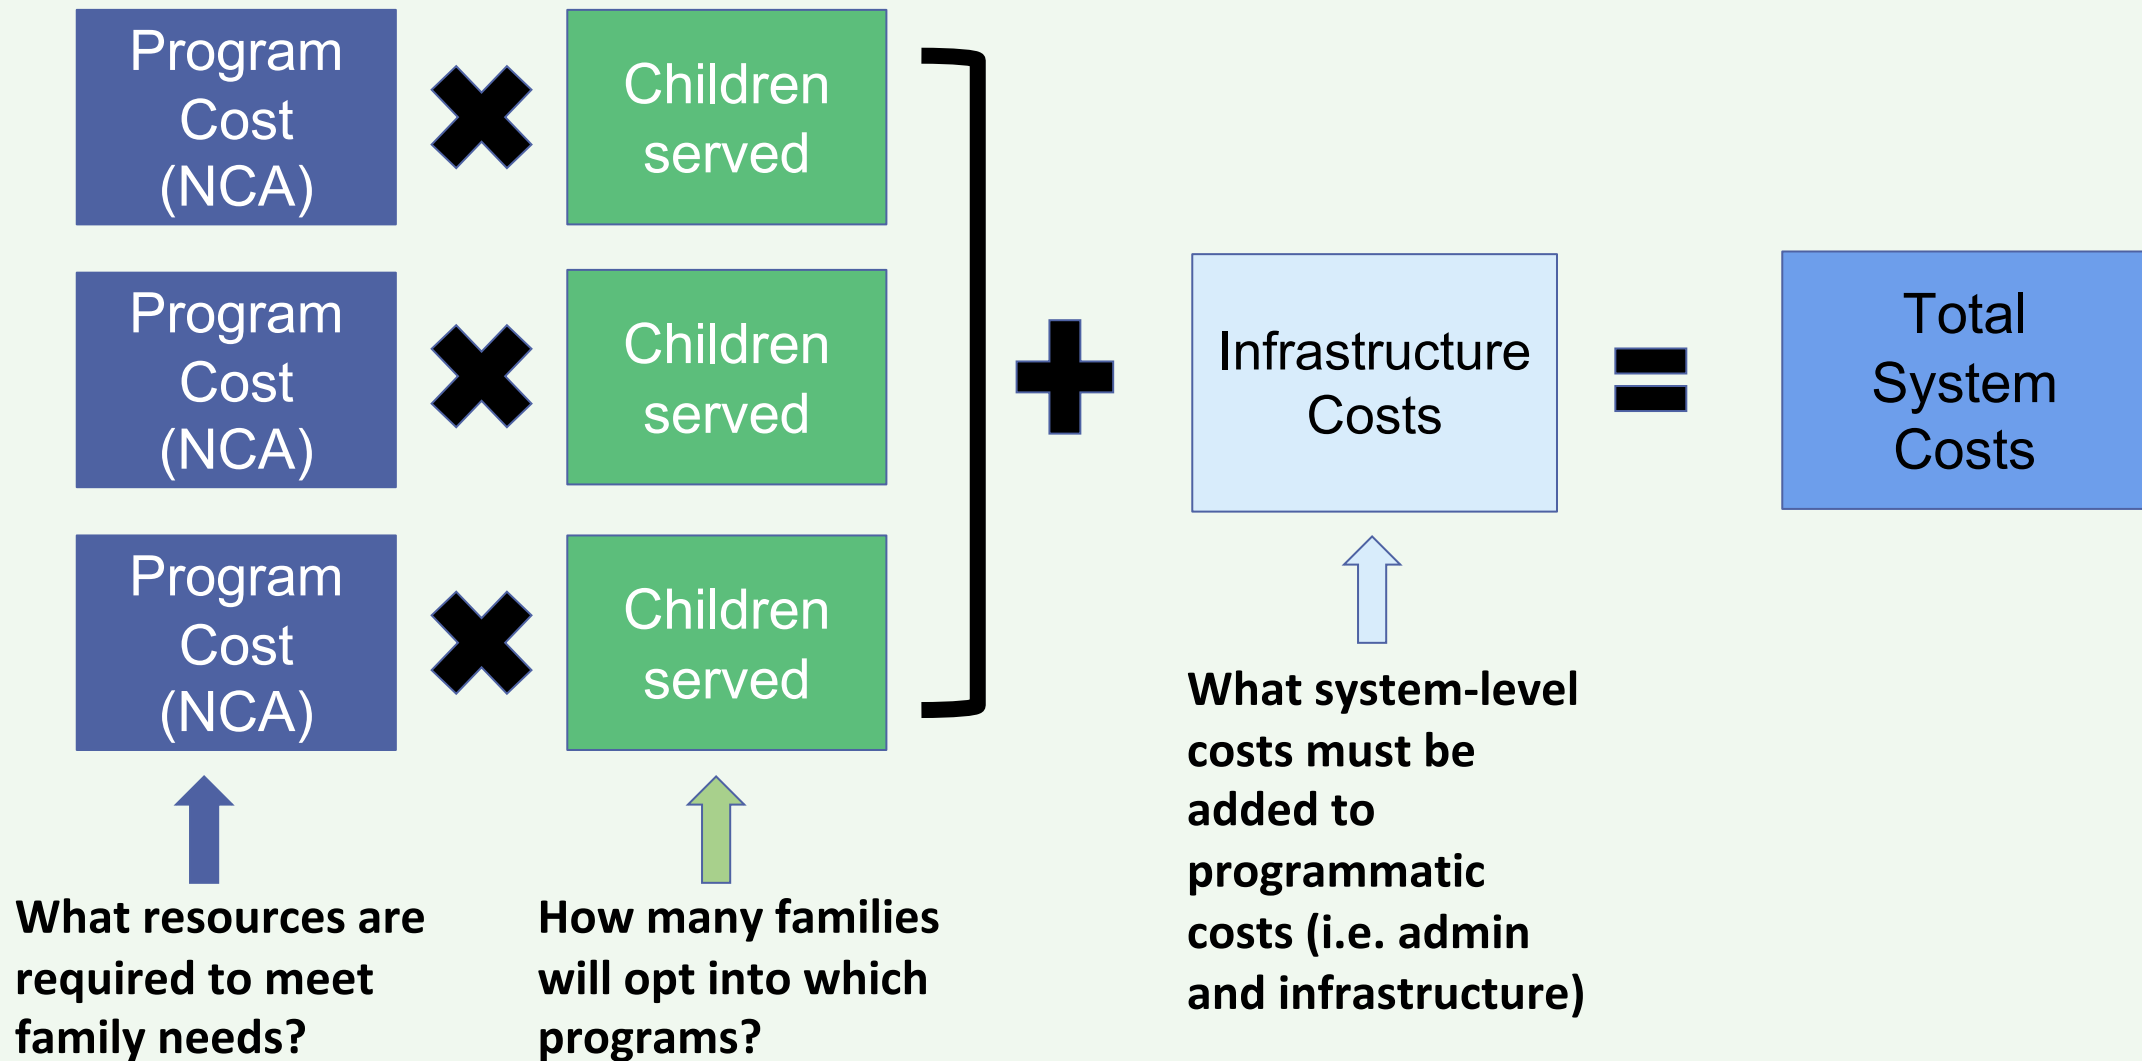 Program
Cost
(NCA)
Children
served
Program
Cost
(NCA)
Children
served
Program
Cost
(NCA)
Children
served
Infrastructure
Costs
Total
System
Costs
What resources are
required to meet
family needs?
How many families
will opt into which
programs?
What system-level
costs must be
added to
programmatic
costs (i.e. admin
and infrastructure)